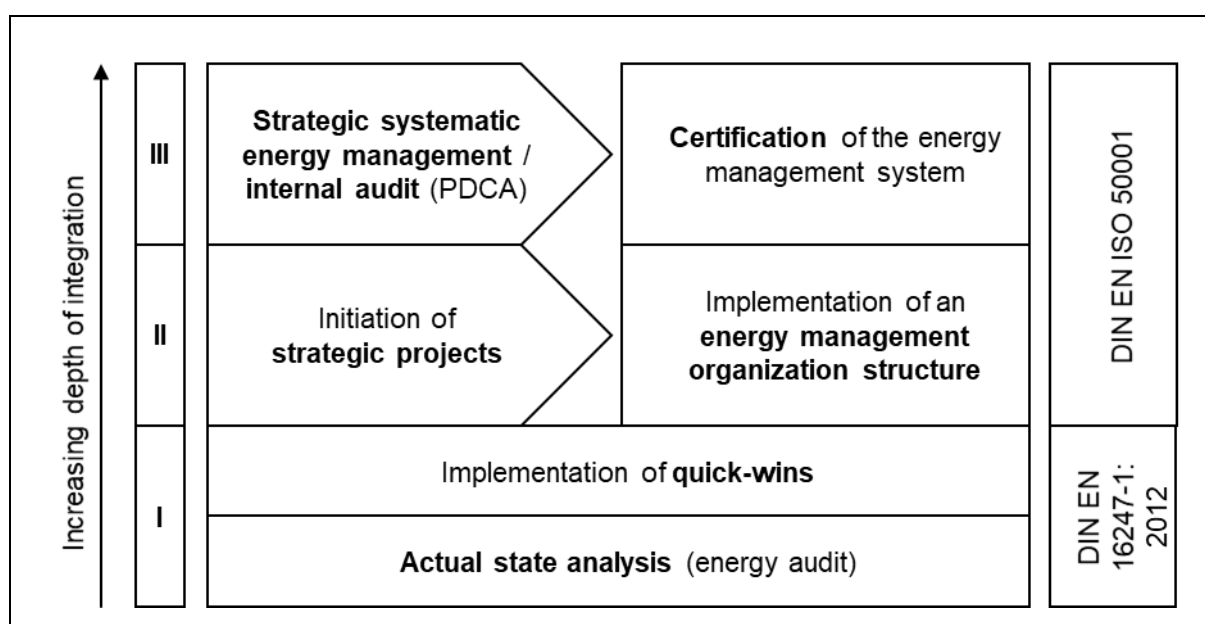 Increasing depth of integration
III
Strategic systematic
energy management /
internal audit (PDCA)
Certification of the energy
management system
DIN EN ISO 50001
II
Initiation of
strategic projects
Implementation of an
energy management
organization structure
I
Implementation of quick-wins
Actual state analysis (energy audit)
DIN EN
16247-1:
2012